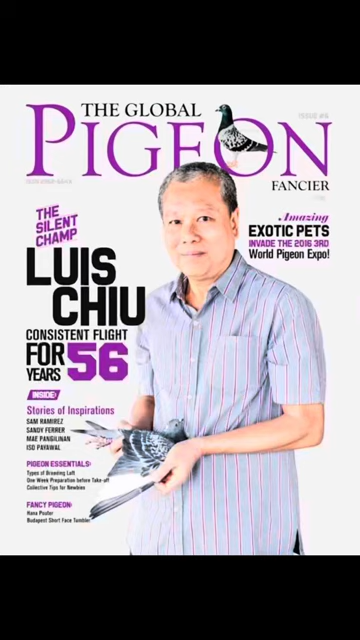 THE GLOBAL
PIGEON
FANCIER
ISSUE #6
THE
SILENT
CHAMP
LUIS
CHIU
CONSISTENT FLIGHT
FOR
YEARS
56
Amazing
EXOTIC PETS
INVADE THE 2016 3RD
World Pigeon Expo!
INSIDE:
Stories of Inspirations
SAM RAMIREZ
SANDY FERRER
MAE PANGILINAN
ISO PAYAWAL
PIGEON ESSENTIALS:
Types of Breeding Loft
One Week Preparation before Take-off
Collective Tips for Newbies
FANCY PIGEON:
Hana Pouter
Budapest Short Face Tumbler